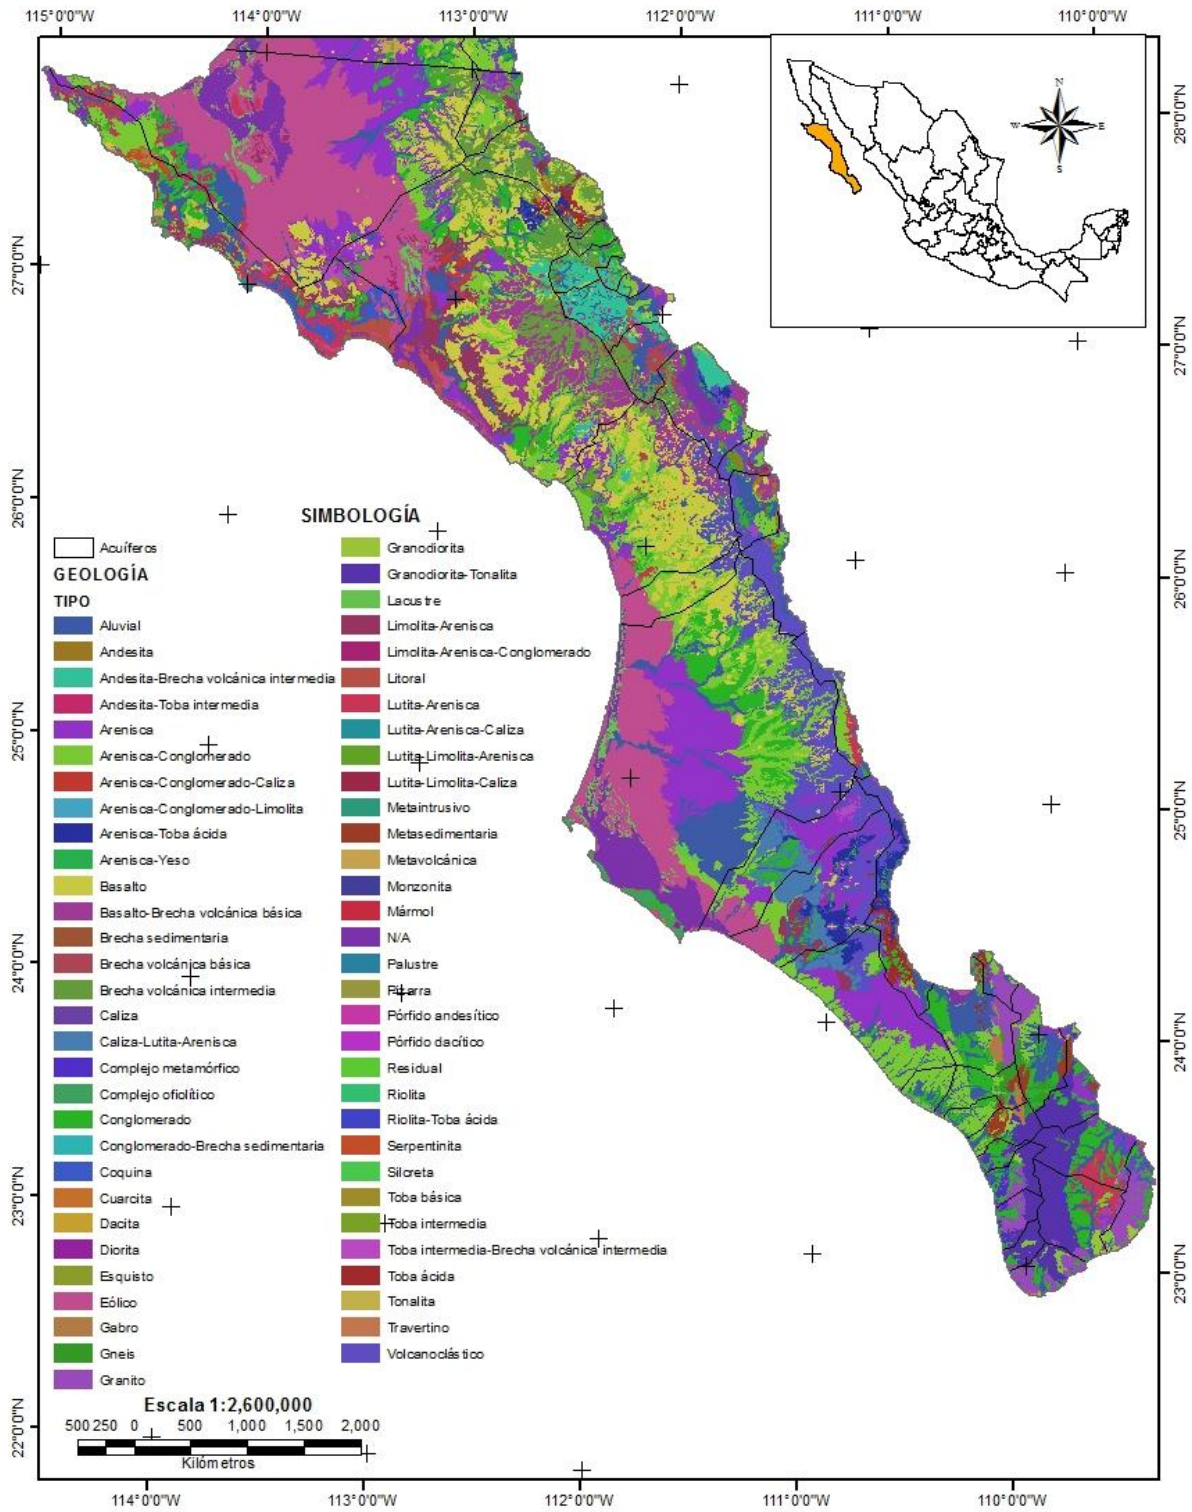 115°0'0"W 114°0'0"W 113°0'0"W 112°0'0"W 111°0'0"W 110°0'0"W
N
W E
S
28°0'0"N
27°0'0"N 27°0'0"N
26°0'0"N 26°0'0"N
25°0'0"N 25°0'0"N
24°0'0"N 24°0'0"N
23°0'0"N 23°0'0"N
22°0'0"N
SIMBOLOGÍA
Acuíferos
GEOLOGÍA
TIPO
Aluvial
Andesita
Andesita-Brecha volcánica intermedia
Andesita-Toba intermedia
Arenisca
Arenisca-Conglomerado
Arenisca-Conglomerado-Caliza
Arenisca-Conglomerado-Limolita
Arenisca-Toba ácida
Arenisca-Yeso
Basalto
Basalto-Brecha volcánica básica
Brecha sedimentaria
Brecha volcánica básica
Brecha volcánica intermedia
Caliza
Caliza-Lutita-Arenisca
Complejo metamórfico
Complejo ofiolítico
Conglomerado
Conglomerado-Brecha sedimentaria
Coquina
Cuarcita
Dacita
Diorita
Esquisto
Eólico
Gabro
Gneis
Granito
Granodiorita
Granodiorita-Tonalita
Lacustre
Limolita-Arenisca
Limolita-Arenisca-Conglomerado
Litoral
Lutita-Arenisca
Lutita-Arenisca-Caliza
Lutita-Limolita-Arenisca
Lutita-Limolita-Caliza
Metaintrusivo
Metasedimentaria
Metavolcánica
Monzonita
Mármol
N/A
Palustre
Pizarra
Pórfido andesítico
Pórfido dacítico
Residual
Riolita
Riolita-Toba ácida
Serpentinita
Silcreta
Toba básica
Toba intermedia
Toba intermedia-Brecha volcánica intermedia
Toba ácida
Tonalita
Travertino
Volcanoclástico
Escala 1:2,600,000
500 250 0 500 1,000 1,500 2,000
Kilómetros
114°0'0"W 113°0'0"W 112°0'0"W 111°0'0"W 110°0'0"W